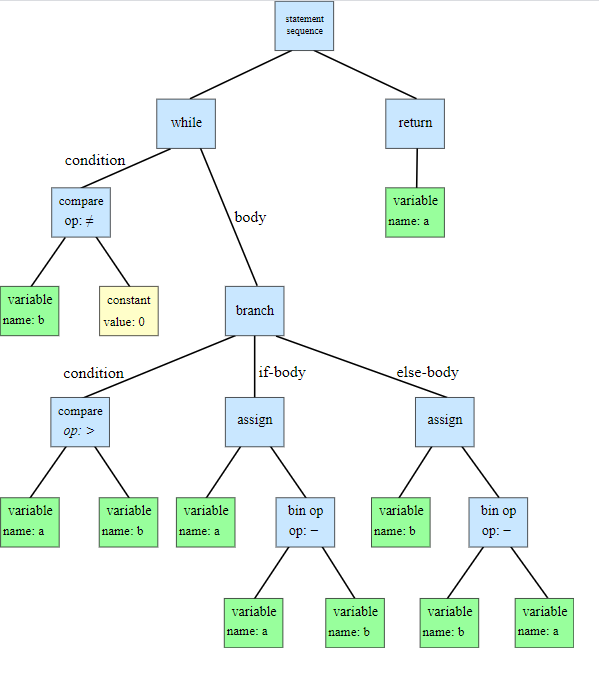 statement
sequence
while
return
condition
compare
op: ≠
body
variable
name: a
variable
name: b
constant
value: 0
branch
condition
if-body
else-body
compare
op: >
assign
assign
variable
name: a
variable
name: b
variable
name: a
bin op
op: −
variable
name: b
bin op
op: −
variable
name: a
variable
name: b
variable
name: b
variable
name: a